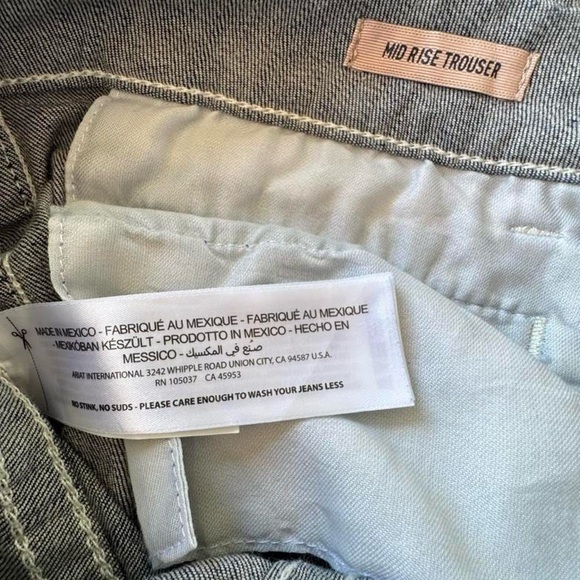 MID RISE TROUSER
MADE IN MEXICO - FABRIQUÉ AU MEXIQUE - FABRIQUÉ AU MEXIQUE
-MEXIKÓBAN KÉSZÜLT - PRODOTTO IN MEXICO - HECHO EN
MESSICO - صنع في المكسيك
ARIAT INTERNATIONAL 3242 WHIPPLE ROAD UNION CITY, CA 94587 U.S.A.
RN 105037 CA 45953
NO STINK, NO SUDS - PLEASE CARE ENOUGH TO WASH YOUR JEANS LESS